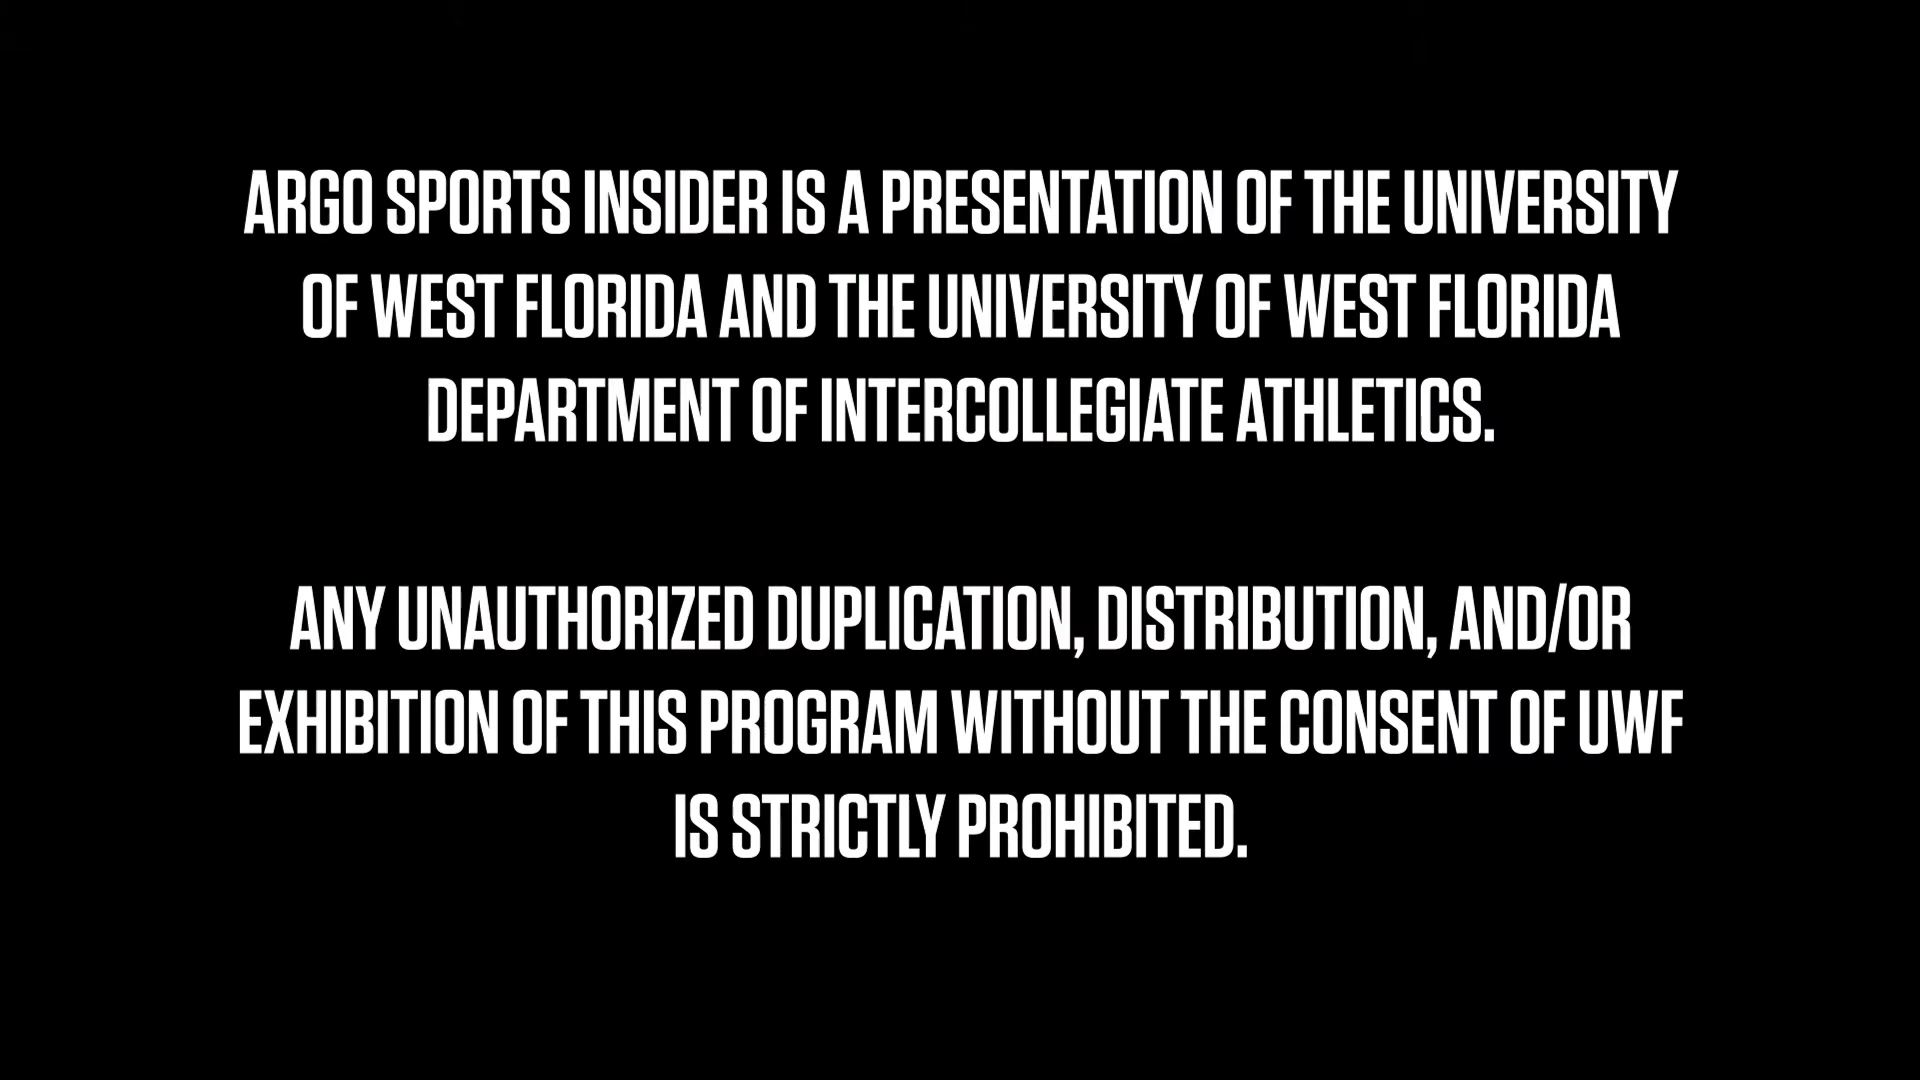 ARGO SPORTS INSIDER IS A PRESENTATION OF THE UNIVERSITY
OF WEST FLORIDA AND THE UNIVERSITY OF WEST FLORIDA
DEPARTMENT OF INTERCOLLEGIATE ATHLETICS.
ANY UNAUTHORIZED DUPLICATION, DISTRIBUTION, AND/OR
EXHIBITION OF THIS PROGRAM WITHOUT THE CONSENT OF UWF
IS STRICTLY PROHIBITED.